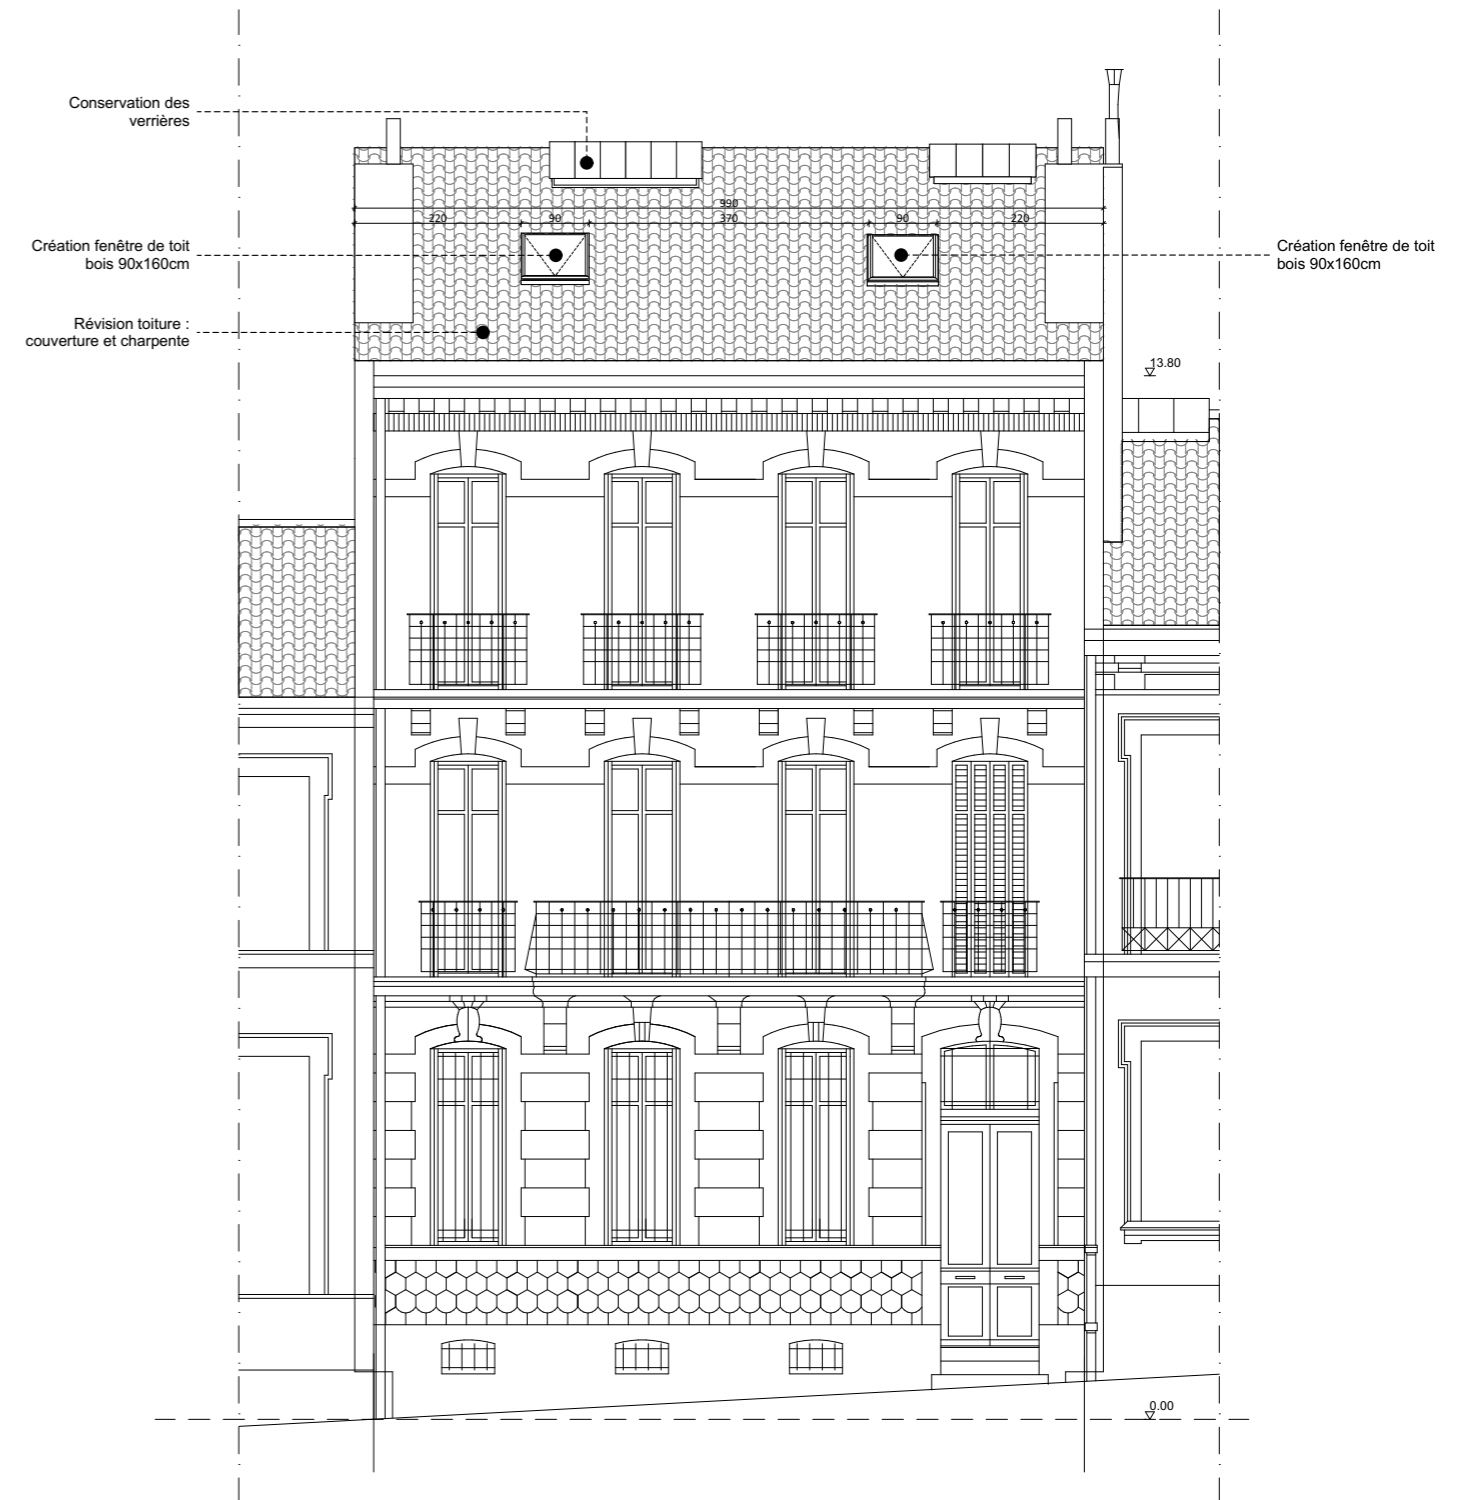 Conservation des
verrières
990
220 90 370 90 220
Création fenêtre de toit
bois 90x160cm
Création fenêtre de toit
bois 90x160cm
Révision toiture :
couverture et charpente
13.80
0.00